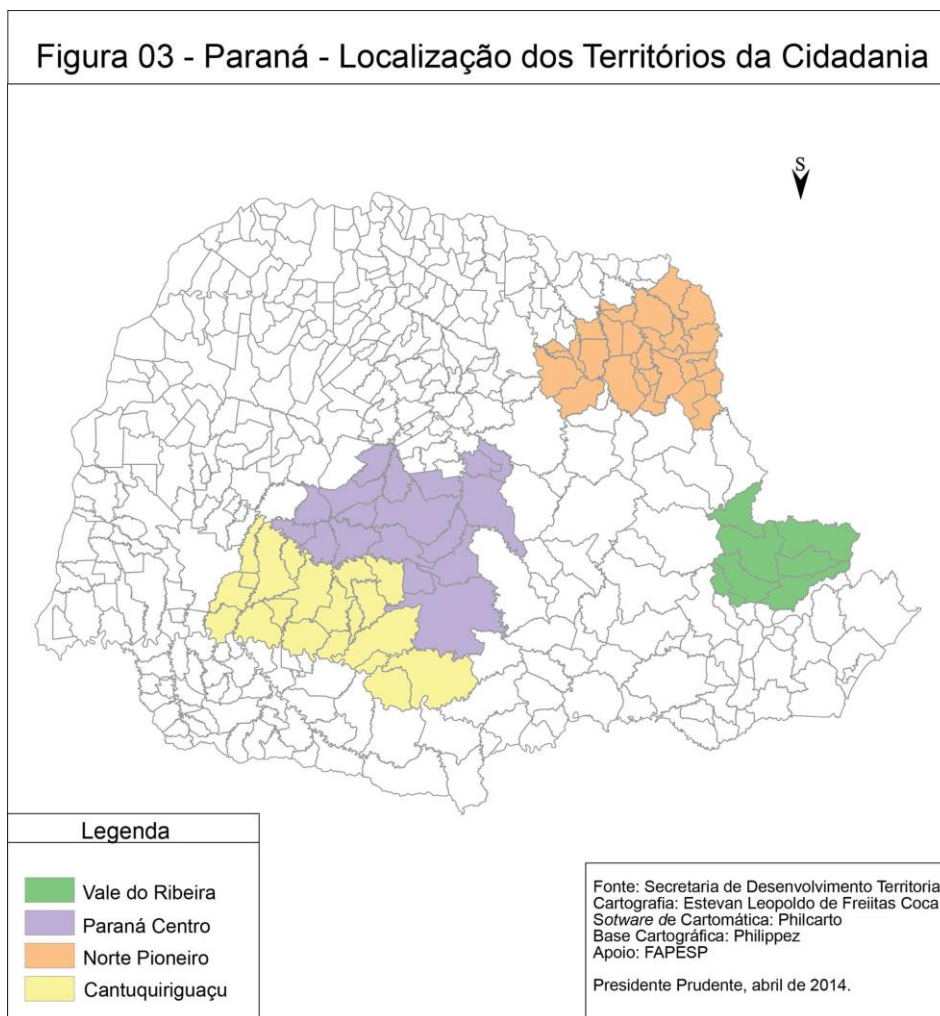 Figura 03 - Paraná - Localização dos Territórios da Cidadania
S
Legenda
Vale do Ribeira
Paraná Centro
Norte Pioneiro
Cantuquiriguaçu
Fonte: Secretaria de Desenvolvimento Territoria
Cartografia: Estevan Leopoldo de Freiitas Coca
Sotware de Cartomática: Philcarto
Base Cartográfica: Philippez
Apoio: FAPESP
Presidente Prudente, abril de 2014.